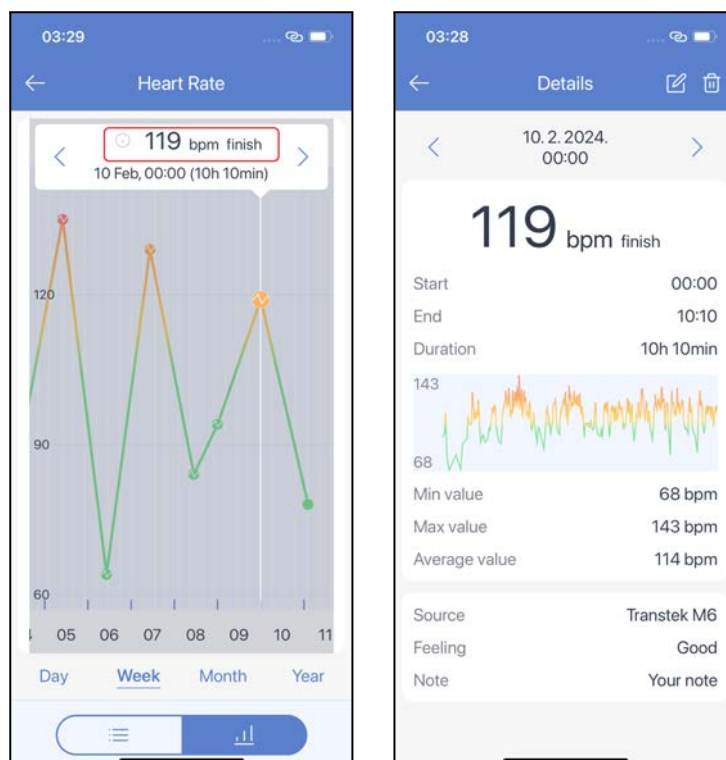 03:29
Heart Rate
119 bpm finish
10 Feb, 00:00 (10h 10min)
120
90
60
05 06 07 08 09 10 11
Day Week Month Year
03:28
Details
10. 2. 2024.
00:00
119 bpm finish
Start 00:00
End 10:10
Duration 10h 10min
143
68
Min value 68 bpm
Max value 143 bpm
Average value 114 bpm
Source Transtek M6
Feeling Good
Note Your note